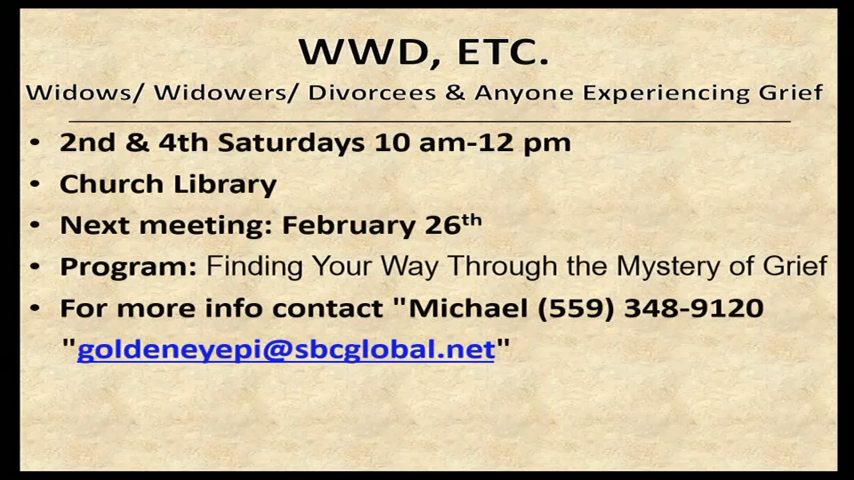 WWD, ETC.
Widows/ Widowers/ Divorcees & Anyone Experiencing Grief
• 2nd & 4th Saturdays 10 am-12 pm
• Church Library
• Next meeting: February 26th
• Program: Finding Your Way Through the Mystery of Grief
• For more info contact "Michael (559) 348-9120
"goldeneyepi@sbcglobal.net"